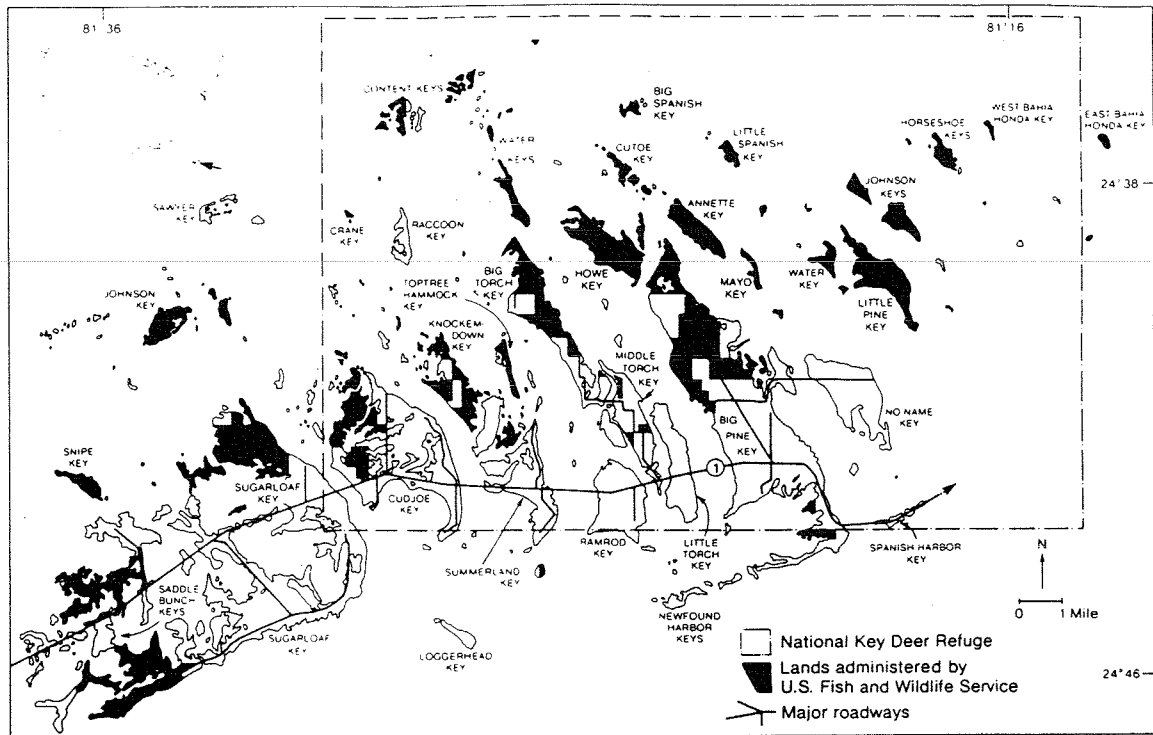 81°36
81°16
CONTENT KEYS
BIG
SPANISH
KEY
WEST BAHIA
HONDA KEY
EAST BAHIA
HONDA KEY
HORSESHOE
KEYS
LITTLE
SPANISH
KEY
WATER
KEYS
CUTOE
KEY
24°38
JOHNSON
KEYS
SAWYER
KEY
ANNETTE
KEY
CRANE
KEY
RACCOON
KEY
TOPTREE
HAMMOCK
KEY
BIG
TORCH
KEY
HOWE
KEY
MAYO
KEY
WATER
KEY
LITTLE
PINE
KEY
JOHNSON
KEY
KNOCKEM-
DOWN
KEY
MIDDLE
TORCH
KEY
NO NAME
KEY
BIG
PINE
KEY
SNIPE
KEY
SUGARLOAF
KEY
1
CUDJOE
KEY
RAMROD
KEY
LITTLE
TORCH
KEY
SPANISH HARBOR
KEY
SUMMERLAND
KEY
N
SADDLE
BUNCH
KEYS
NEWFOUND
HARBOR
KEYS
0 1 Mile
SUGARLOAF
KEY
LOGGERHEAD
KEY
National Key Deer Refuge
Lands administered by
U.S. Fish and Wildlife Service
24°46
Major roadways